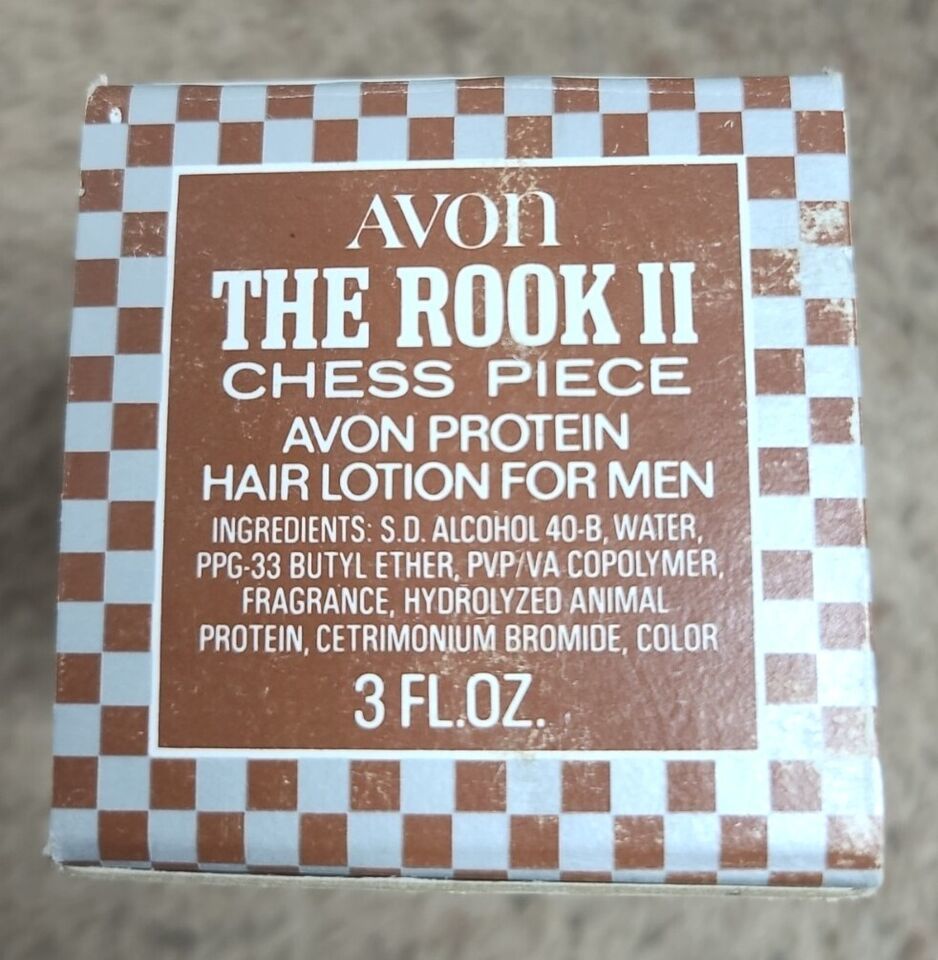 AVON
THE ROOK II
CHESS PIECE
AVON PROTEIN
HAIR LOTION FOR MEN
INGREDIENTS: S.D. ALCOHOL 40-B, WATER,
PPG-33 BUTYL ETHER, PVP/VA COPOLYMER,
FRAGRANCE, HYDROLYZED ANIMAL
PROTEIN, CETRIMONIUM BROMIDE, COLOR
3 FL.OZ.